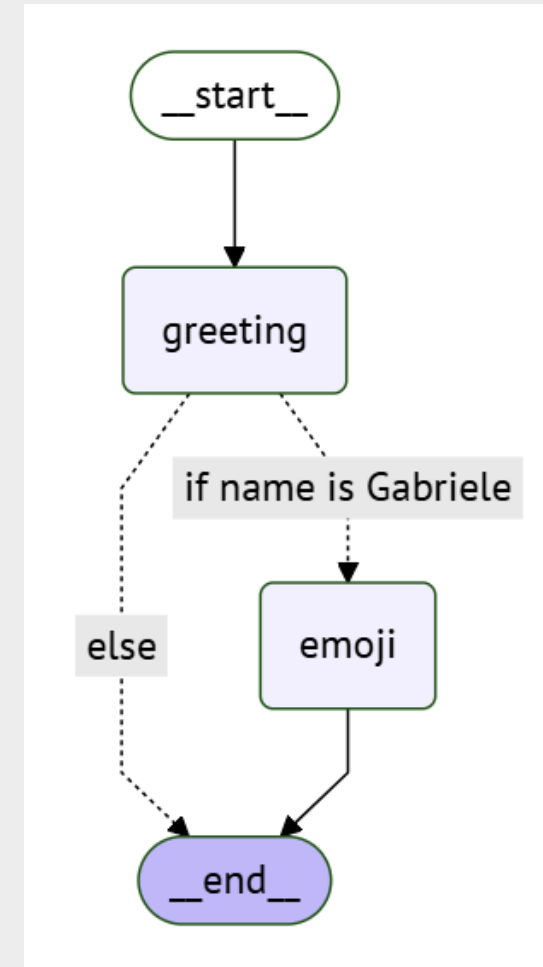 __start__
greeting
if name is Gabriele
else
emoji
__end__